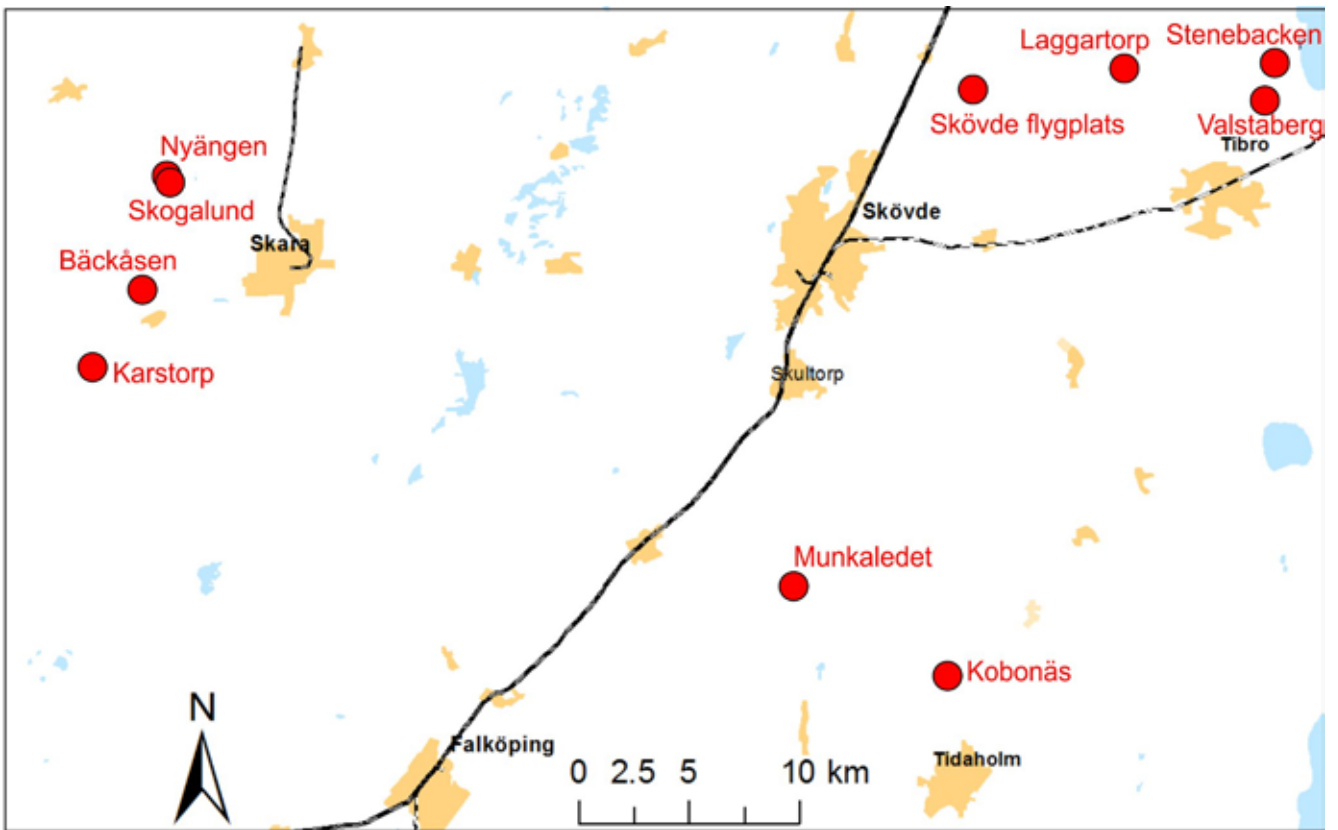 Laggartorp
Stenebacken
Skövde flygplats
Valstaberg
Tibro
Nyängen
Skogalund
Skara
Skövde
Bäckåsen
Karstorp
Skultorp
Munkaledet
Kobonäs
N
Falköping
0 2.5 5 10 km
Tidaholm